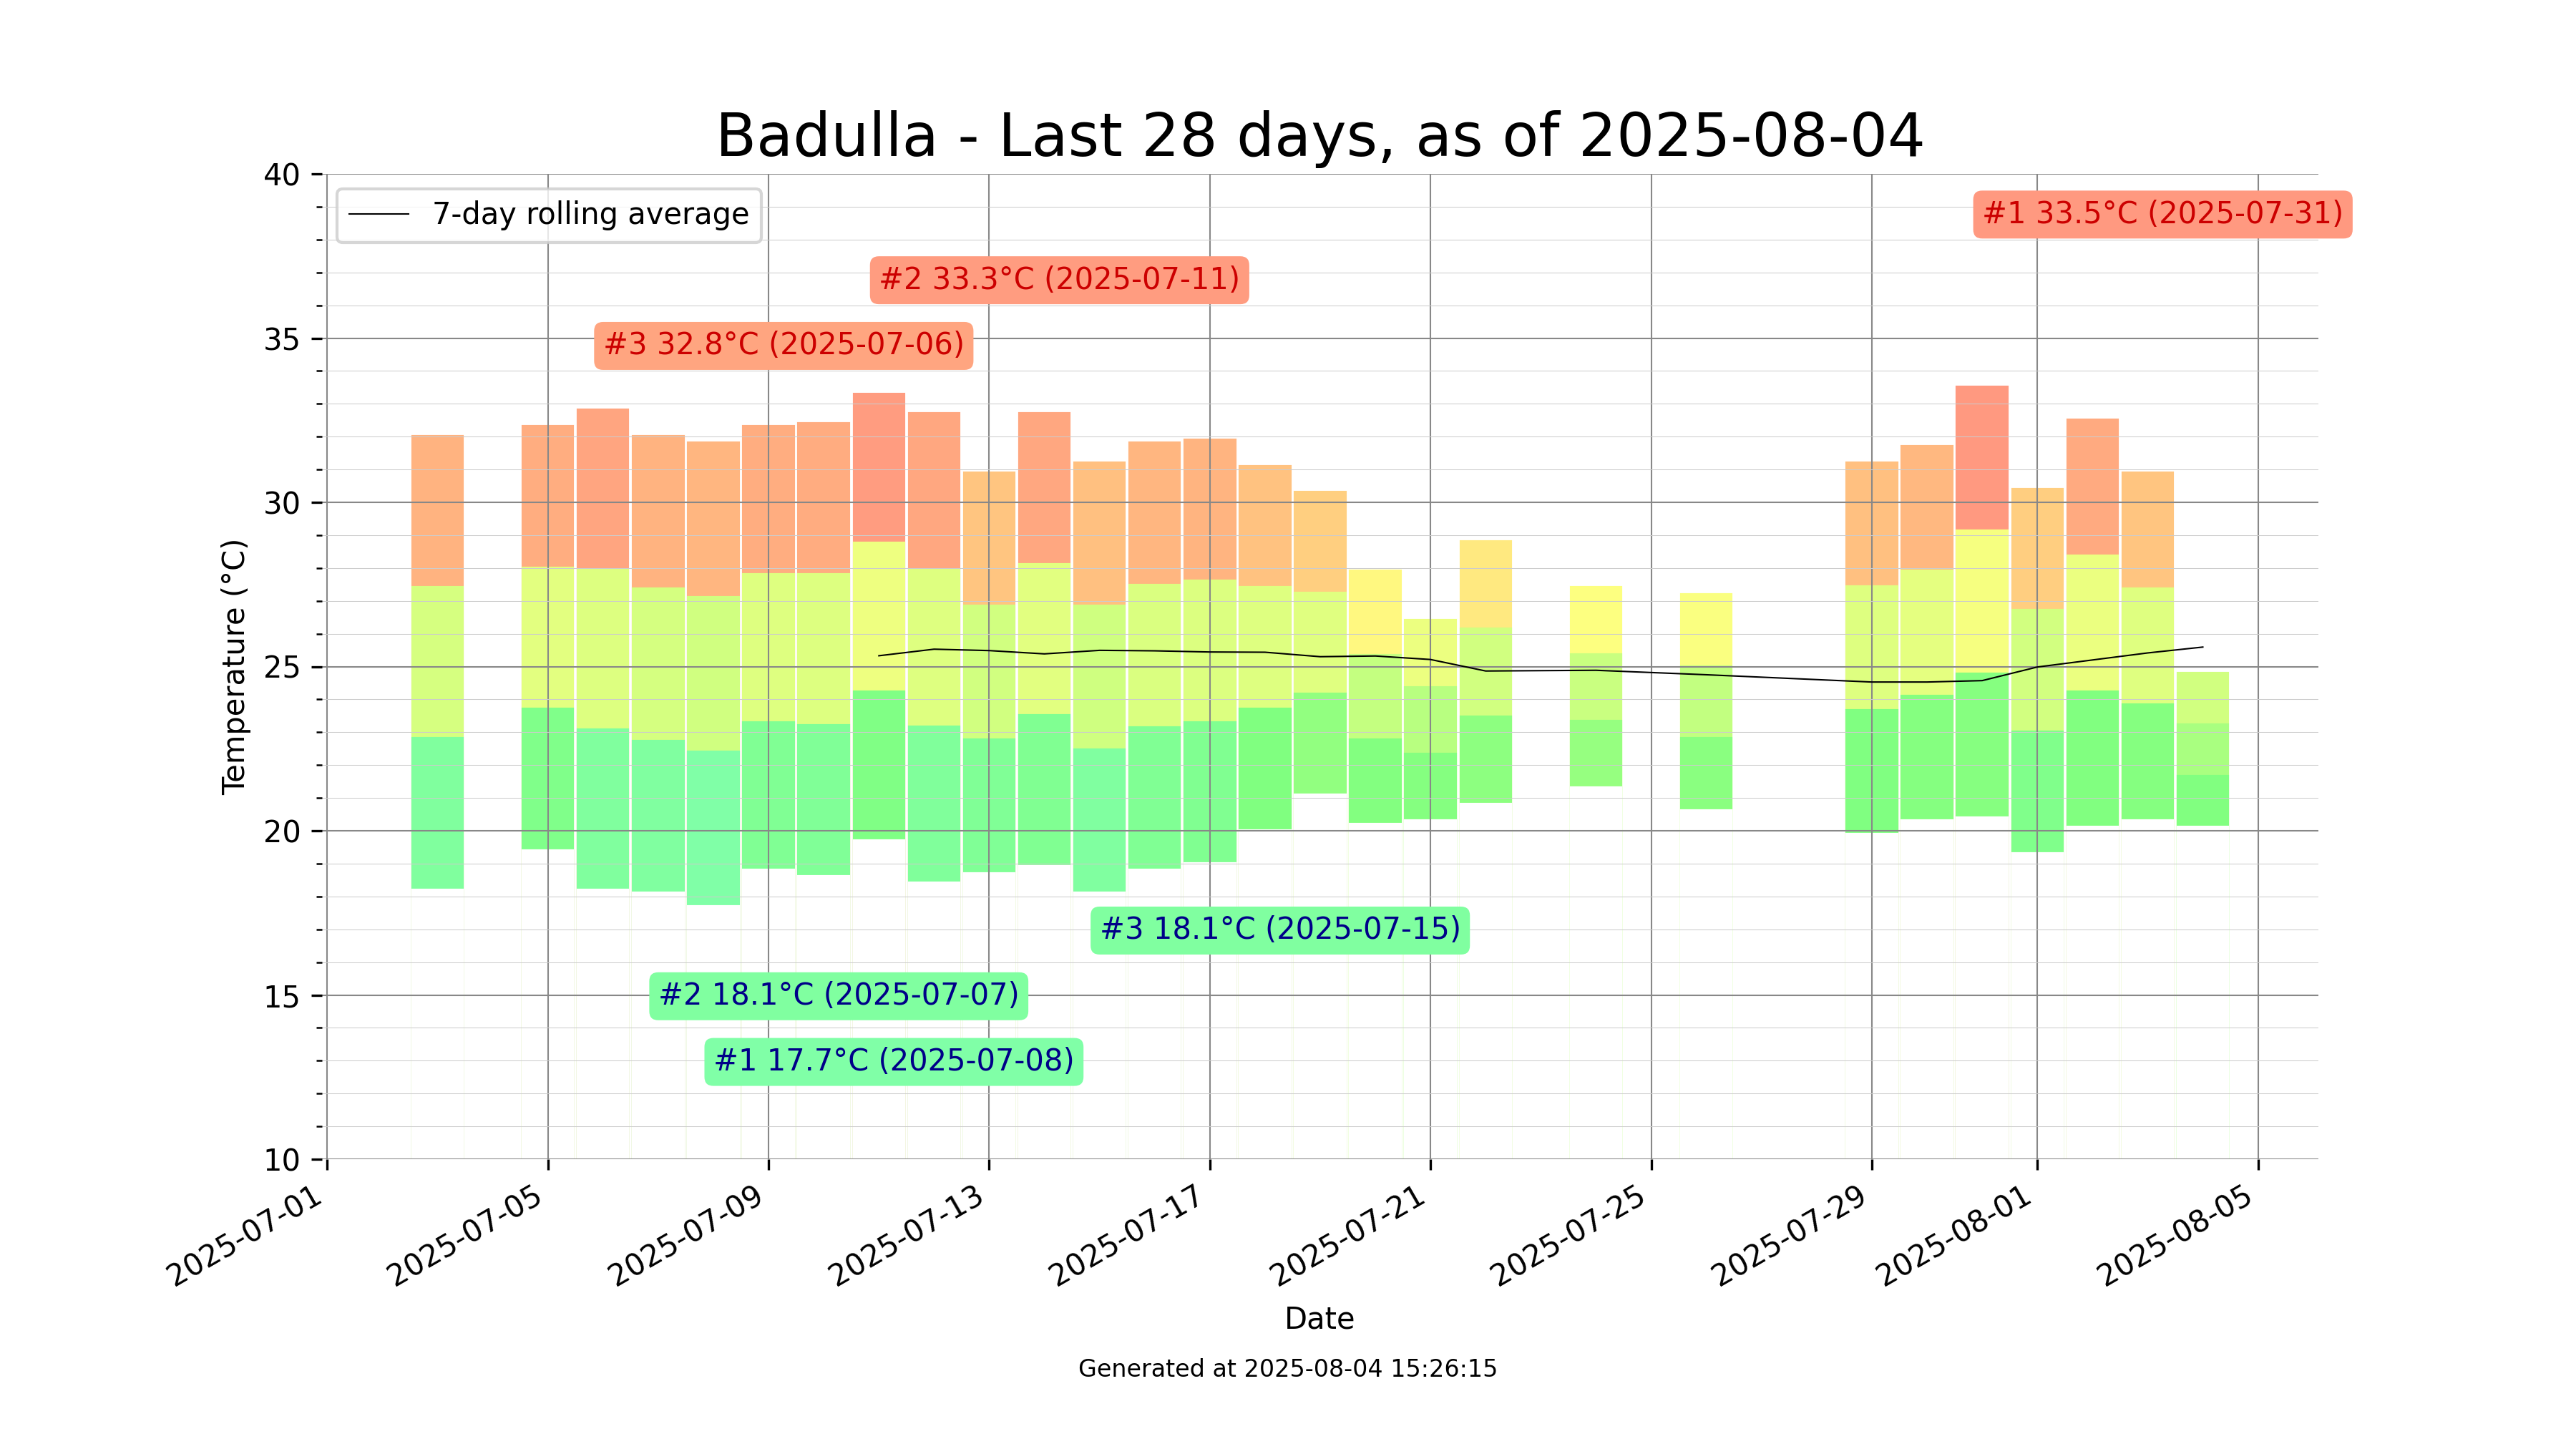 Badulla - Last 28 days, as of 2025-08-04
40
7-day rolling average
#1 33.5°C (2025-07-31)
#2 33.3°C (2025-07-11)
35
#3 32.8°C (2025-07-06)
30
Temperature (°C)
25
20
#3 18.1°C (2025-07-15)
15
#2 18.1°C (2025-07-07)
#1 17.7°C (2025-07-08)
10
2025-07-01
2025-07-05
2025-07-09
2025-07-13
2025-07-17
2025-07-21
2025-07-25
2025-07-29
2025-08-01
2025-08-05
Date
Generated at 2025-08-04 15:26:15